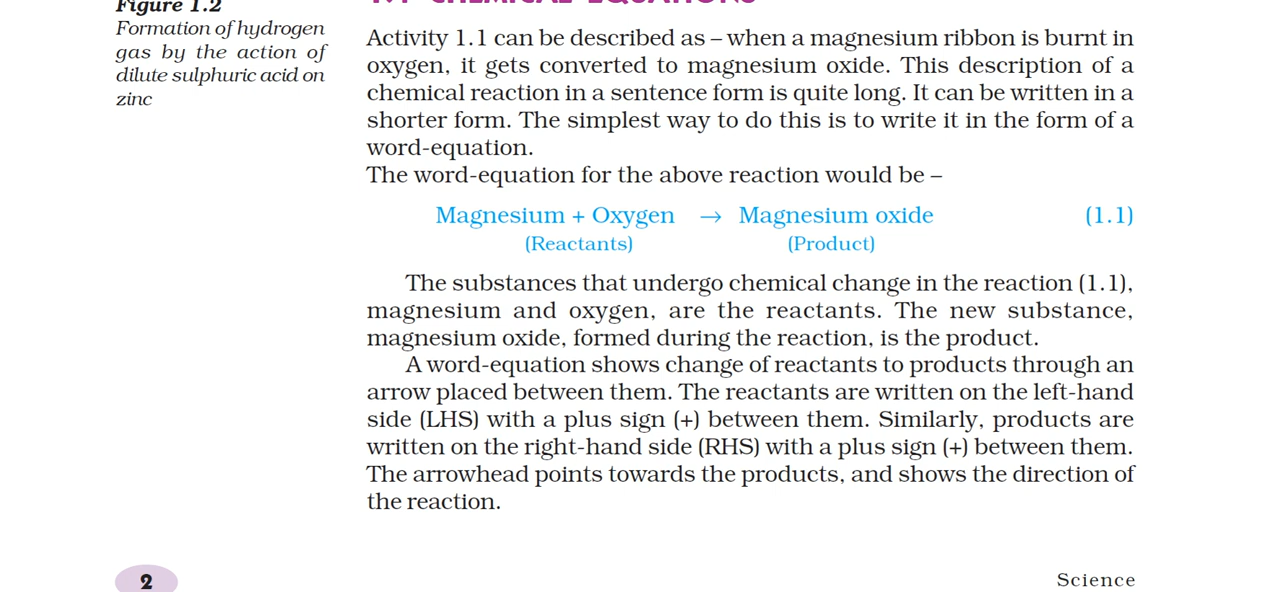 Figure 1.2
Formation of hydrogen
gas by the action of
dilute sulphuric acid on
zinc
1.1 CHEMICAL EQUATIONS
Activity 1.1 can be described as – when a magnesium ribbon is burnt in
oxygen, it gets converted to magnesium oxide. This description of a
chemical reaction in a sentence form is quite long. It can be written in a
shorter form. The simplest way to do this is to write it in the form of a
word-equation.
The word-equation for the above reaction would be –
Magnesium + Oxygen → Magnesium oxide (1.1)
(Reactants) (Product)
The substances that undergo chemical change in the reaction (1.1),
magnesium and oxygen, are the reactants. The new substance,
magnesium oxide, formed during the reaction, is the product.
A word-equation shows change of reactants to products through an
arrow placed between them. The reactants are written on the left-hand
side (LHS) with a plus sign (+) between them. Similarly, products are
written on the right-hand side (RHS) with a plus sign (+) between them.
The arrowhead points towards the products, and shows the direction of
the reaction.
2 Science